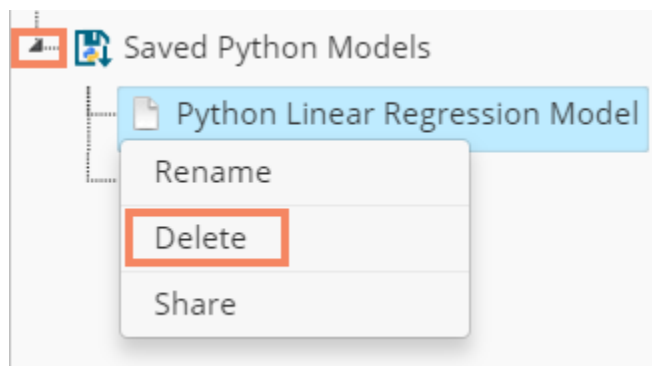 Saved Python Models
Python Linear Regression Model
Rename
Delete
Share